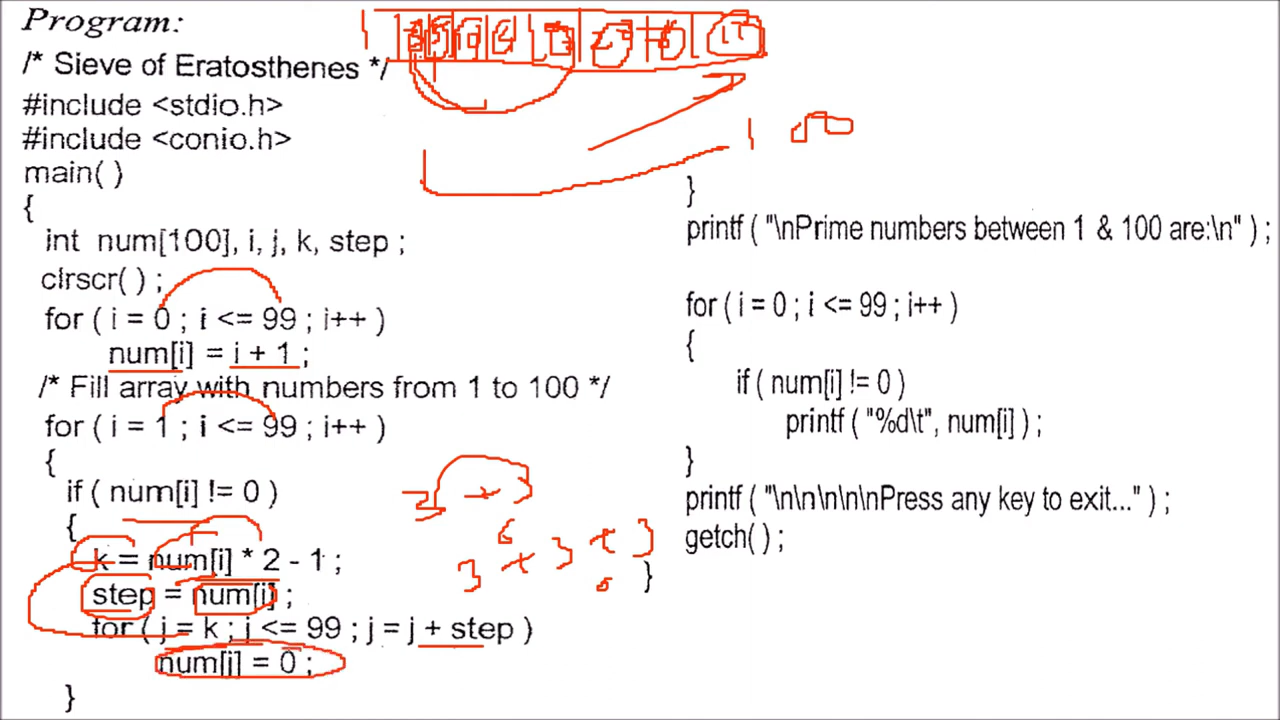 Program:
/* Sieve of Eratosthenes */
#include <stdio.h>
#include <conio.h>
main( )
{
int num[100], i, j, k, step ;
clrscr( ) ;
for ( i = 0 ; i <= 99 ; i++ )
num[i] = i + 1 ;
/* Fill array with numbers from 1 to 100 */
for ( i = 1 ; i <= 99 ; i++ )
{
if ( num[i] != 0 )
{
k = num[i] * 2 - 1 ;
step = num[i] ;
for ( j = k ; j <= 99 ; j = j + step )
num[j] = 0 ;
}
}
printf ( "\nPrime numbers between 1 & 100 are:\n" ) ;
for ( i = 0 ; i <= 99 ; i++ )
{
if ( num[i] != 0 )
printf ( "%d\t", num[i] ) ;
}
printf ( "\n\n\n\n\nPress any key to exit..." ) ;
getch( ) ;
}